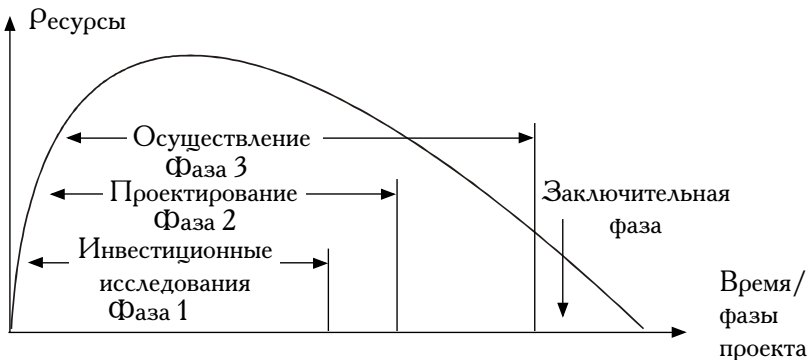 Ресурсы
Осуществление
Фаза 3
Проектирование
Фаза 2
Заключительная
фаза
Инвестиционные
исследования
Фаза 1
Время/
фазы
проекта